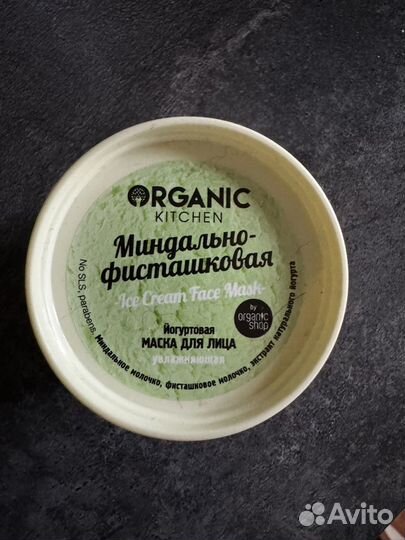 ORGANIC
KITCHEN
Миндально-
фисташковая
Ice Cream Face Mask
by
organic
shop
йогуртовая
МАСКА ДЛЯ ЛИЦА
увлажняющая
No SLS, parabens.
Миндальное молочко, фисташковое молочко, экстракт натурального йогурта
Avito